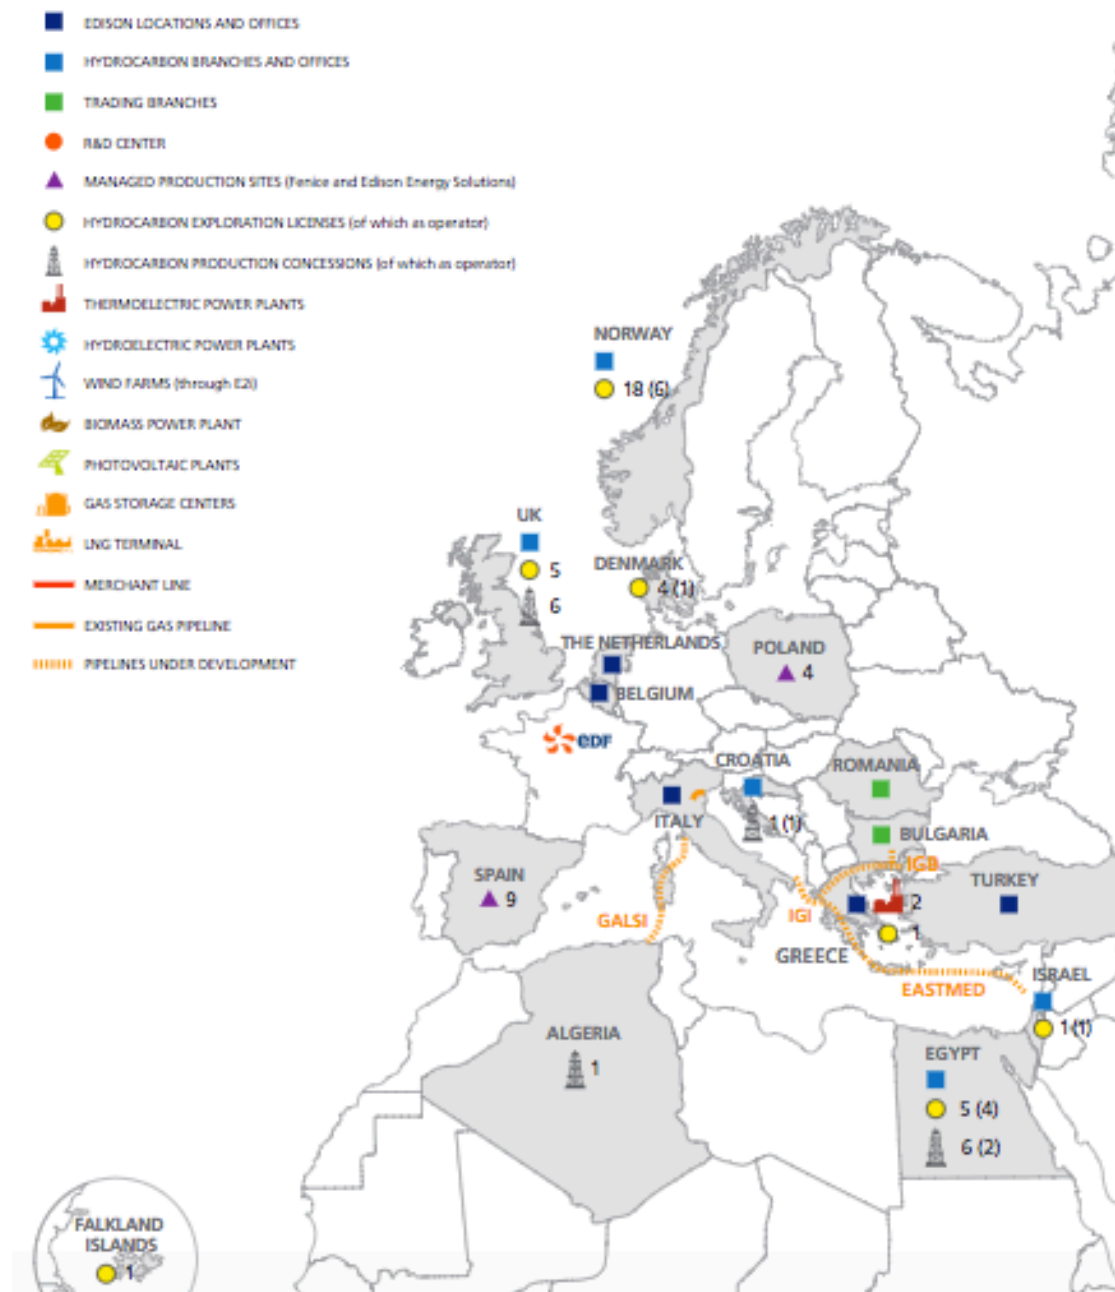 EDISON LOCATIONS AND OFFICES
HYDROCARBON BRANCHES AND OFFICES
TRADING BRANCHES
R&D CENTER
MANAGED PRODUCTION SITES (Fenice and Edison Energy Solutions)
HYDROCARBON EXPLORATION LICENSES (of which as operator)
HYDROCARBON PRODUCTION CONCESSIONS (of which as operator)
THERMOELECTRIC POWER PLANTS
HYDROELECTRIC POWER PLANTS
WIND FARMS (through E2i)
BIOMASS POWER PLANT
PHOTOVOLTAIC PLANTS
GAS STORAGE CENTERS
LNG TERMINAL
MERCHANT LINE
EXISTING GAS PIPELINE
PIPELINES UNDER DEVELOPMENT
NORWAY
18 (6)
UK
5
6
DENMARK
4 (1)
THE NETHERLANDS
BELGIUM
POLAND
4
eDF
CROATIA
1 (1)
ROMANIA
ITALY
BULGARIA
SPAIN
9
IGB
TURKEY
2
1
GALSI
IGI
GREECE
EASTMED
ISRAEL
1 (1)
ALGERIA
1
EGYPT
5 (4)
6 (2)
FALKLAND
ISLANDS
1